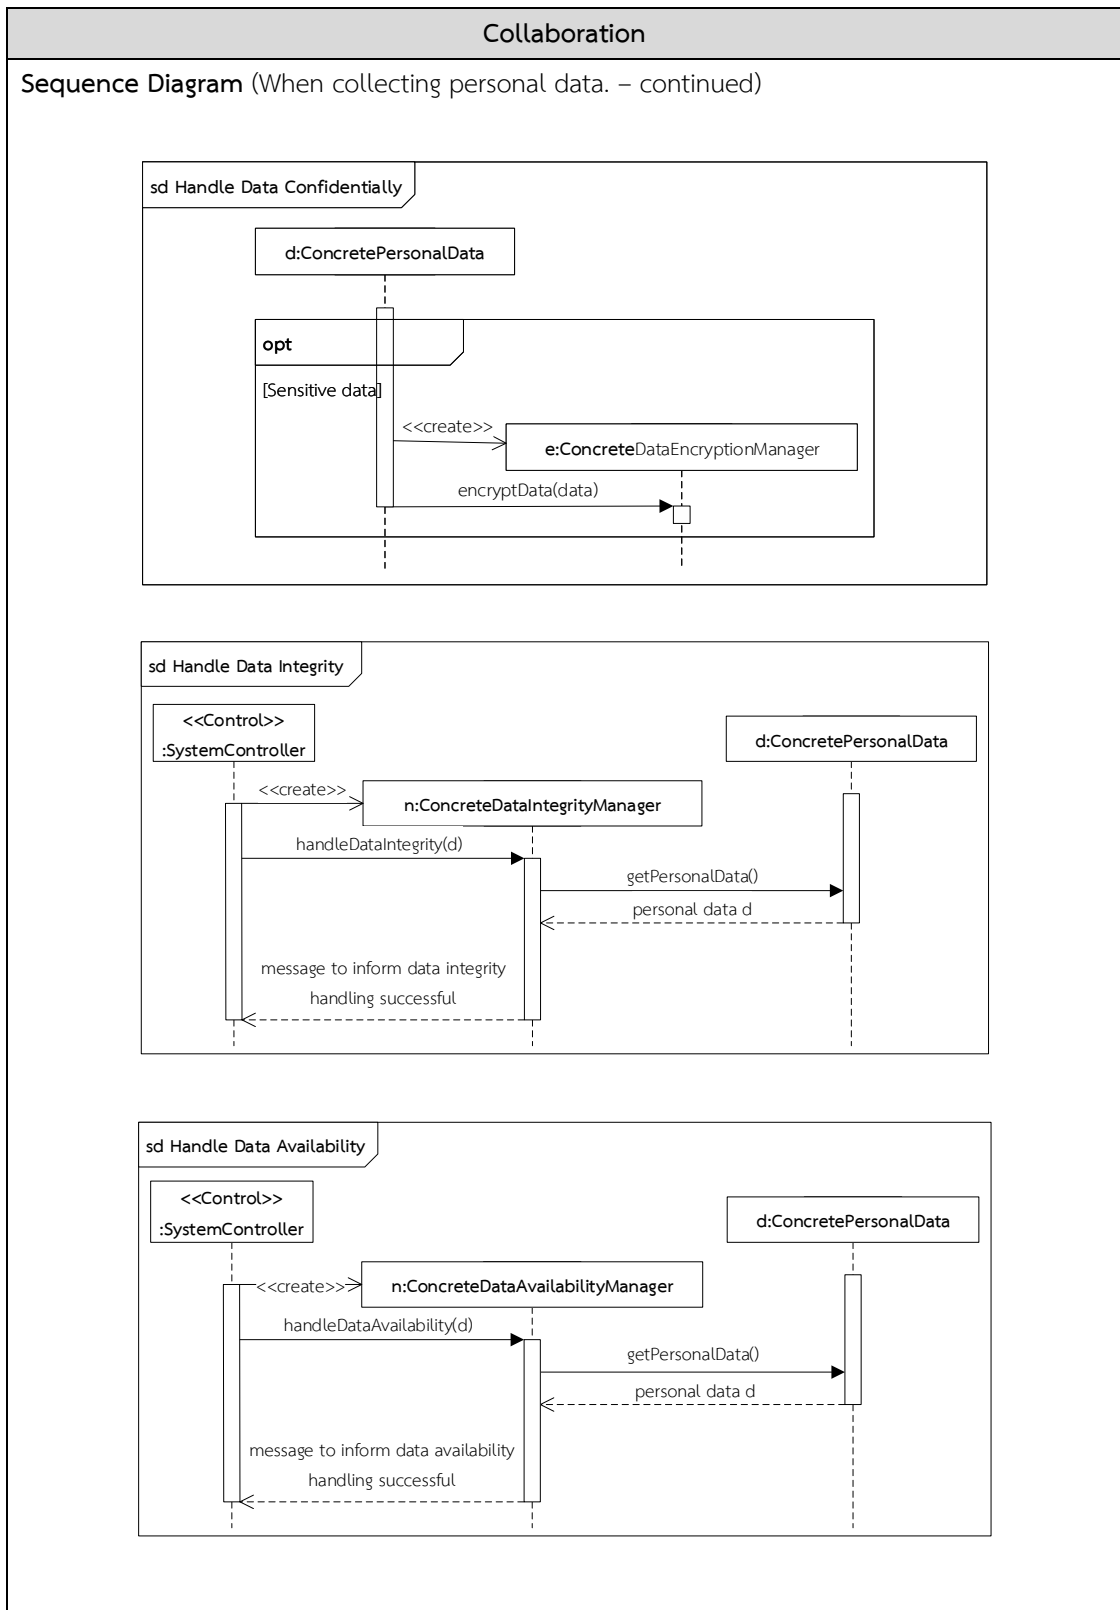 Collaboration
Sequence Diagram (When collecting personal data. – continued)
sd Handle Data Confidentially
d:ConcretePersonalData
opt
[Sensitive data]
<<create>>
e:ConcreteDataEncryptionManager
encryptData(data)
sd Handle Data Integrity
<<Control>>
:SystemController
d:ConcretePersonalData
<<create>>
n:ConcreteDataIntegrityManager
handleDataIntegrity(d)
getPersonalData()
personal data d
message to inform data integrity
handling successful
sd Handle Data Availability
<<Control>>
:SystemController
d:ConcretePersonalData
<<create>>
n:ConcreteDataAvailabilityManager
handleDataAvailability(d)
getPersonalData()
personal data d
message to inform data availability
handling successful